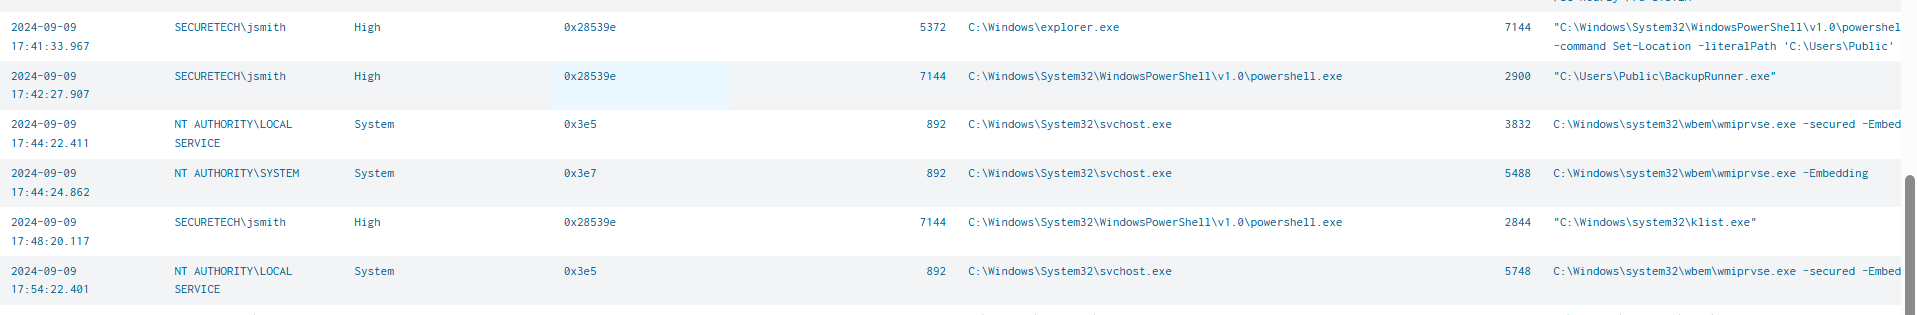 2024-09-09 SECURETECH\jsmith High 0x28539e 5372 C:\Windows\explorer.exe 7144 "C:\Windows\System32\WindowsPowerShell\v1.0\powershel
17:41:33.967 -command Set-Location -literalPath 'C:\Users\Public'
2024-09-09 SECURETECH\jsmith High 0x28539e 7144 C:\Windows\System32\WindowsPowerShell\v1.0\powershell.exe 2900 "C:\Users\Public\BackupRunner.exe"
17:42:27.907
2024-09-09 NT AUTHORITY\LOCAL System 0x3e5 892 C:\Windows\System32\svchost.exe 3832 C:\Windows\system32\wbem\wmiprvse.exe -secured -Embed
17:44:22.411 SERVICE
2024-09-09 NT AUTHORITY\SYSTEM System 0x3e7 892 C:\Windows\System32\svchost.exe 5488 C:\Windows\system32\wbem\wmiprvse.exe -Embedding
17:44:24.862
2024-09-09 SECURETECH\jsmith High 0x28539e 7144 C:\Windows\System32\WindowsPowerShell\v1.0\powershell.exe 2844 "C:\Windows\system32\klist.exe"
17:48:20.117
2024-09-09 NT AUTHORITY\LOCAL System 0x3e5 892 C:\Windows\System32\svchost.exe 5748 C:\Windows\system32\wbem\wmiprvse.exe -secured -Embed
17:54:22.401 SERVICE